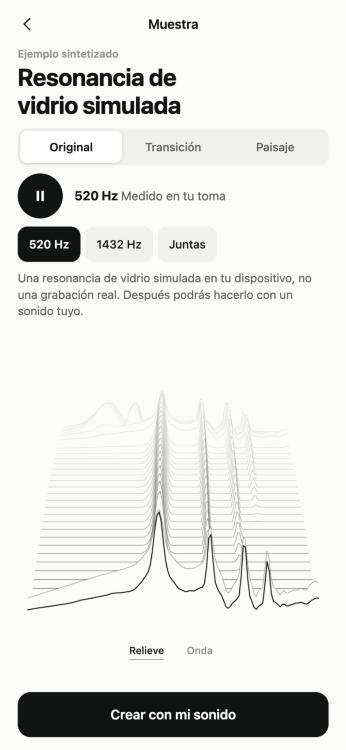 Muestra
Ejemplo sintetizado
Resonancia de
vidrio simulada
Original Transición Paisaje
520 Hz Medido en tu toma
520 Hz 1432 Hz Juntas
Una resonancia de vidrio simulada en tu dispositivo, no
una grabación real. Después podrás hacerlo con un
sonido tuyo.
Relieve Onda
Crear con mi sonido